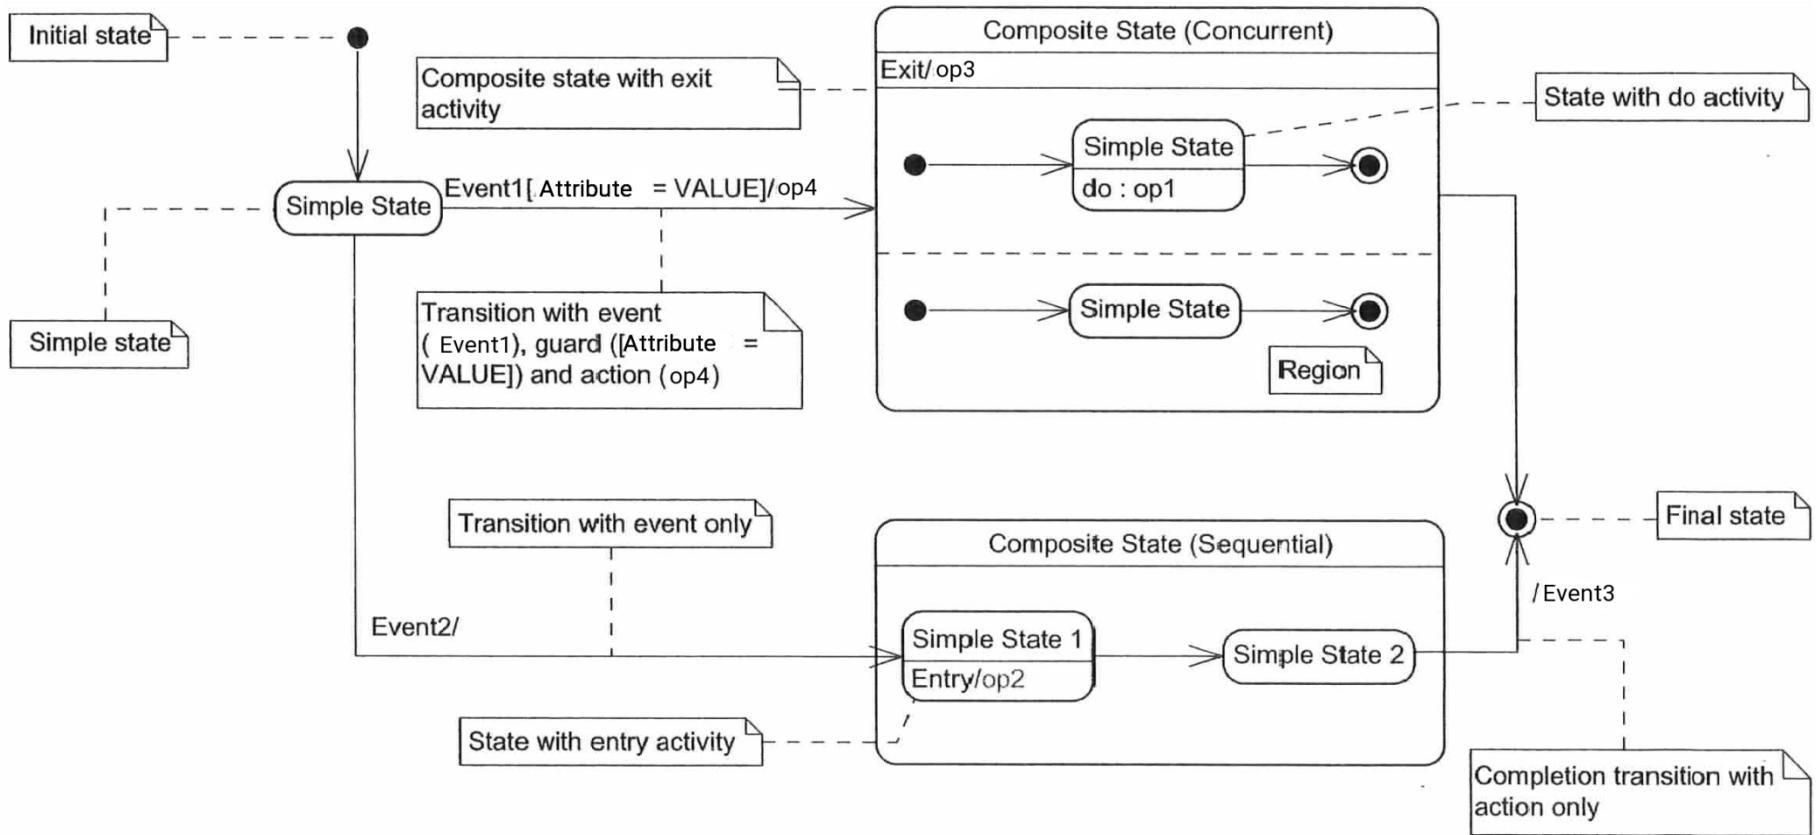 Initial state
Composite state with exit
activity
Composite State (Concurrent)
Exit/op3
State with do activity
Simple State
do : op1
Event1[ Attribute = VALUE]/op4
Simple State
Transition with event
( Event1), guard ([Attribute =
VALUE]) and action (op4)
Simple state
Simple State
Region
Transition with event only
Composite State (Sequential)
Final state
/Event3
Event2/
Simple State 1
Entry/op2
Simple State 2
State with entry activity
Completion transition with
action only